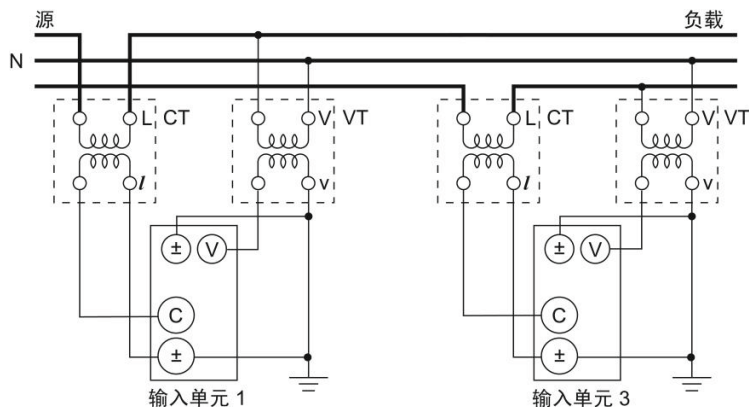 源 负载
N
L CT V VT L CT V VT
l v l v
± V ± V
C C
± ±
输入单元 1 输入单元 3